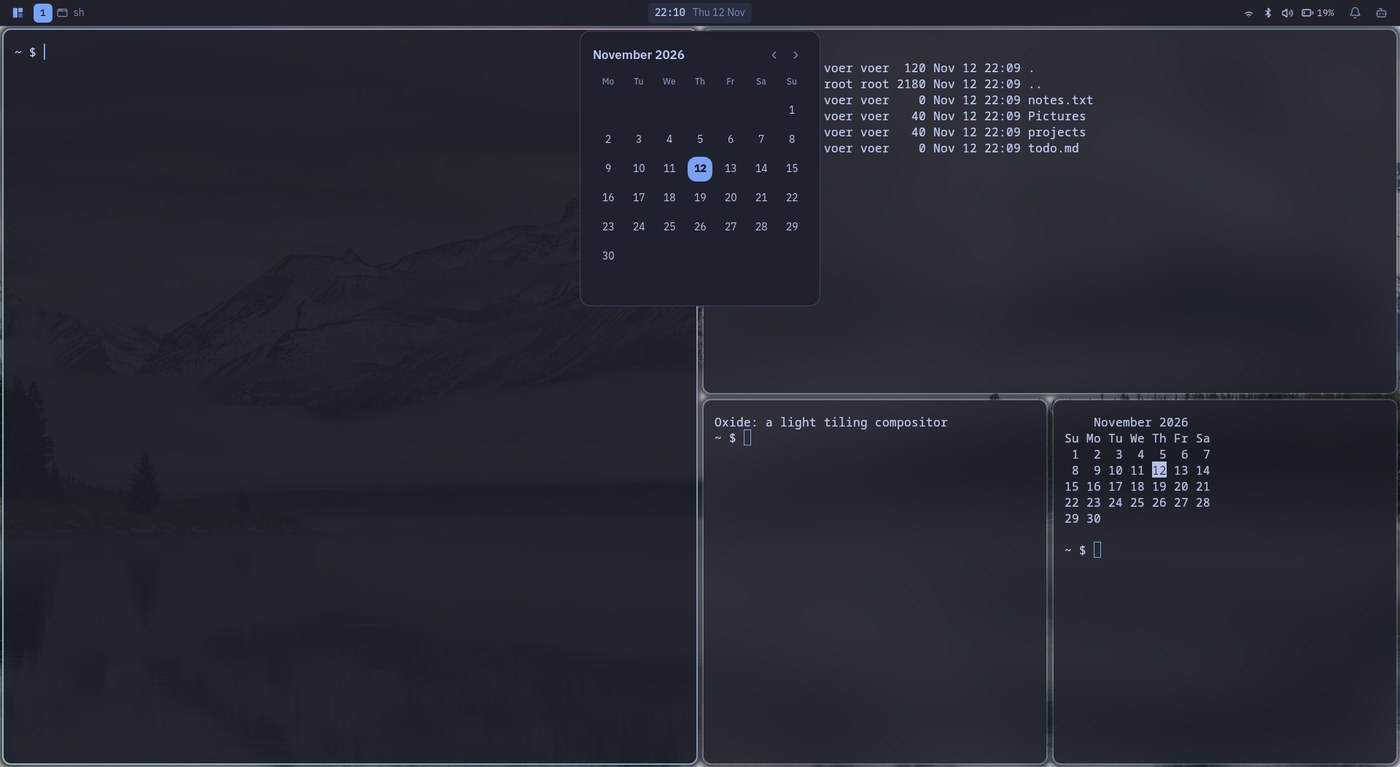 1 sh 22:10 Thu 12 Nov 19%
~ $
November 2026
Mo Tu We Th Fr Sa Su
1
2 3 4 5 6 7 8
9 10 11 12 13 14 15
16 17 18 19 20 21 22
23 24 25 26 27 28 29
30
voer voer  120 Nov 12 22:09 .
root root 2180 Nov 12 22:09 ..
voer voer    0 Nov 12 22:09 notes.txt
voer voer   40 Nov 12 22:09 Pictures
voer voer   40 Nov 12 22:09 projects
voer voer    0 Nov 12 22:09 todo.md
Oxide: a light tiling compositor
~ $
November 2026
Su Mo Tu We Th Fr Sa
1  2  3  4  5  6  7
8  9 10 11 12 13 14
15 16 17 18 19 20 21
22 23 24 25 26 27 28
29 30
~ $